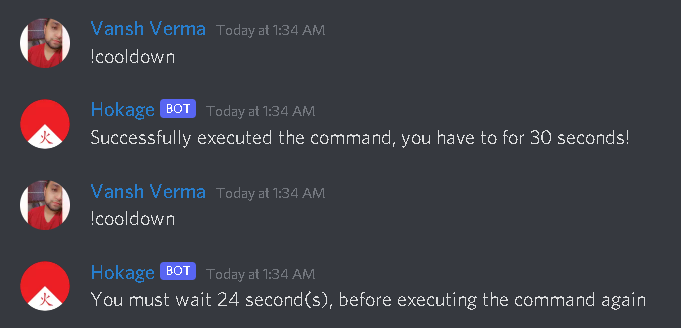 Vansh Verma Today at 1:34 AM
!cooldown
Hokage BOT Today at 1:34 AM
火
Successfully executed the command, you have to for 30 seconds!
Vansh Verma Today at 1:34 AM
!cooldown
Hokage BOT Today at 1:34 AM
火
You must wait 24 second(s), before executing the command again